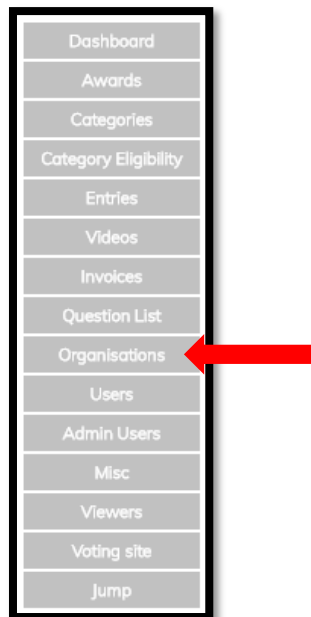 Dashboard
Awards
Categories
Category Eligibility
Entries
Videos
Invoices
Question List
Organisations
Users
Admin Users
Misc
Viewers
Voting site
Jump